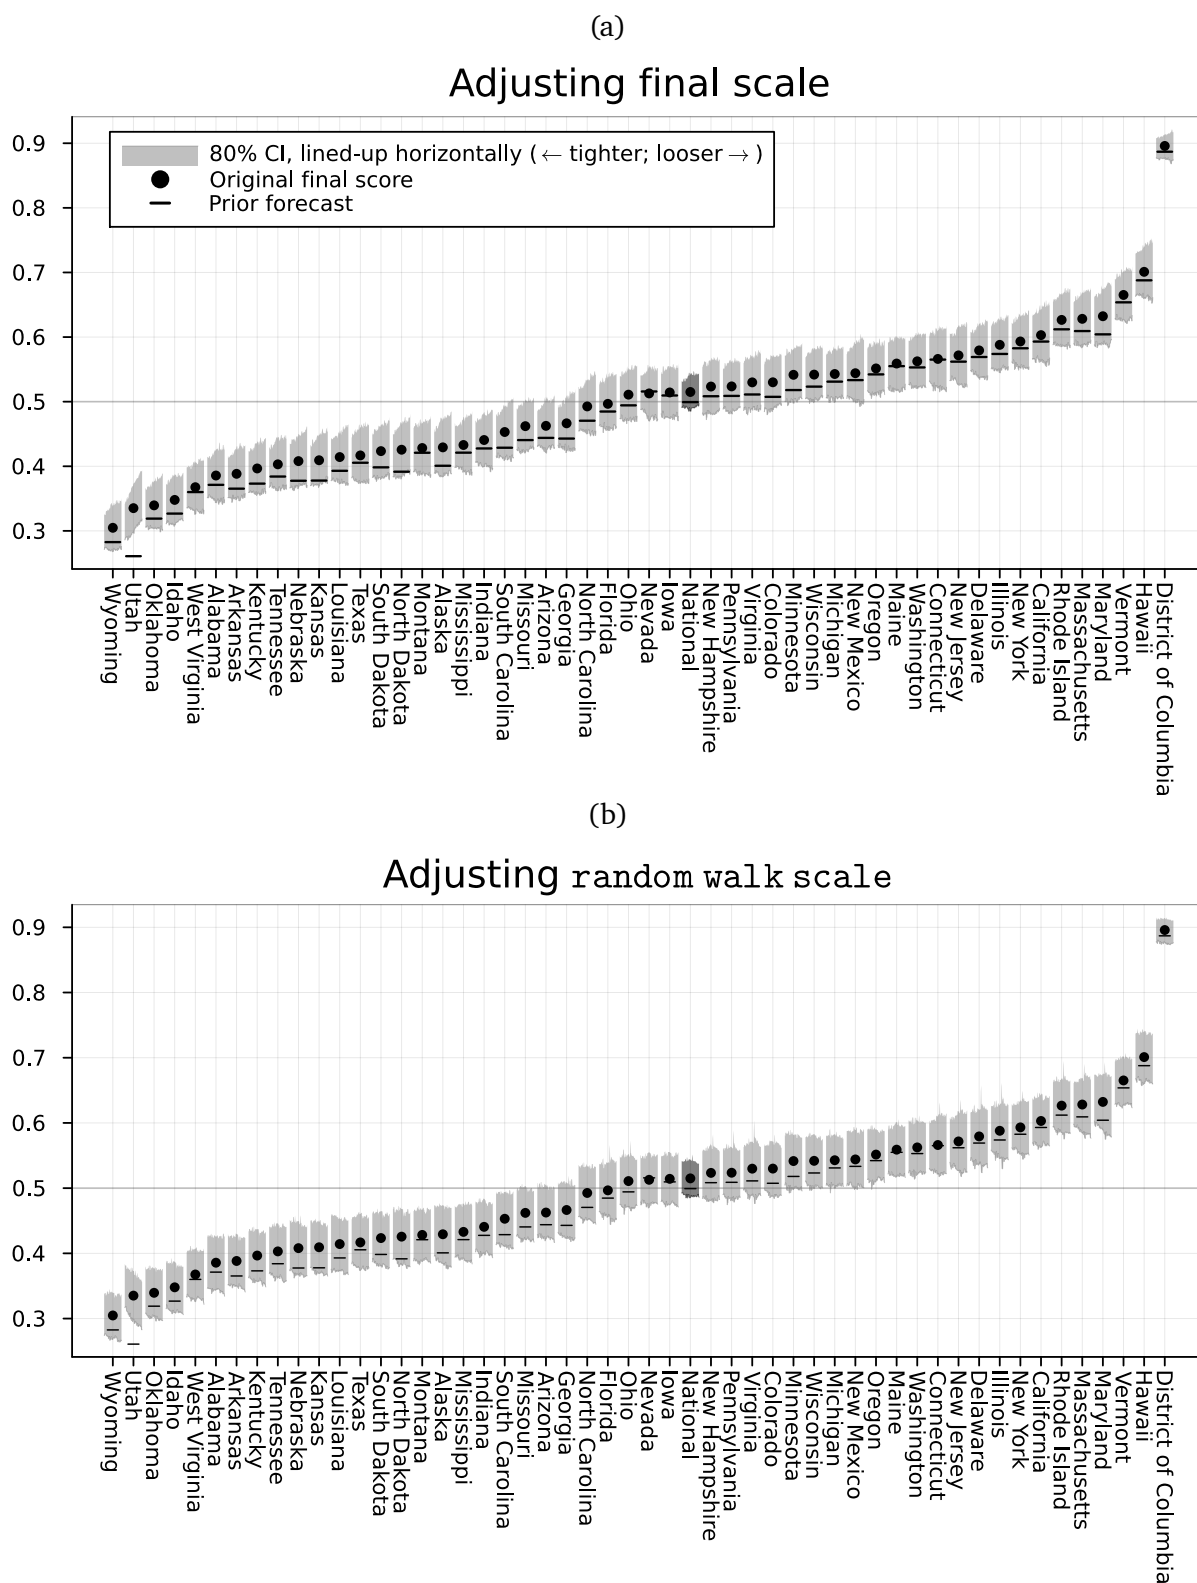 (a)
Adjusting final scale
80% CI, lined-up horizontally (← tighter; looser →)
Original final score
Prior forecast
0.9
0.8
0.7
0.6
0.5
0.4
0.3
Wyoming
Utah
Oklahoma
Idaho
West Virginia
Alabama
Arkansas
Kentucky
Tennessee
Nebraska
Kansas
Louisiana
Texas
South Dakota
North Dakota
Montana
Alaska
Mississippi
Indiana
South Carolina
Missouri
Arizona
Georgia
North Carolina
Florida
Ohio
Nevada
Iowa
National
New Hampshire
Pennsylvania
Virginia
Colorado
Minnesota
Wisconsin
Michigan
New Mexico
Oregon
Maine
Washington
Connecticut
New Jersey
Delaware
Illinois
New York
California
Rhode Island
Massachusetts
Maryland
Vermont
Hawaii
District of Columbia
(b)
Adjusting random walk scale
0.9
0.8
0.7
0.6
0.5
0.4
0.3
Wyoming
Utah
Oklahoma
Idaho
West Virginia
Alabama
Arkansas
Kentucky
Tennessee
Nebraska
Kansas
Louisiana
Texas
South Dakota
North Dakota
Montana
Alaska
Mississippi
Indiana
South Carolina
Missouri
Arizona
Georgia
North Carolina
Florida
Ohio
Nevada
Iowa
National
New Hampshire
Pennsylvania
Virginia
Colorado
Minnesota
Wisconsin
Michigan
New Mexico
Oregon
Maine
Washington
Connecticut
New Jersey
Delaware
Illinois
New York
California
Rhode Island
Massachusetts
Maryland
Vermont
Hawaii
District of Columbia